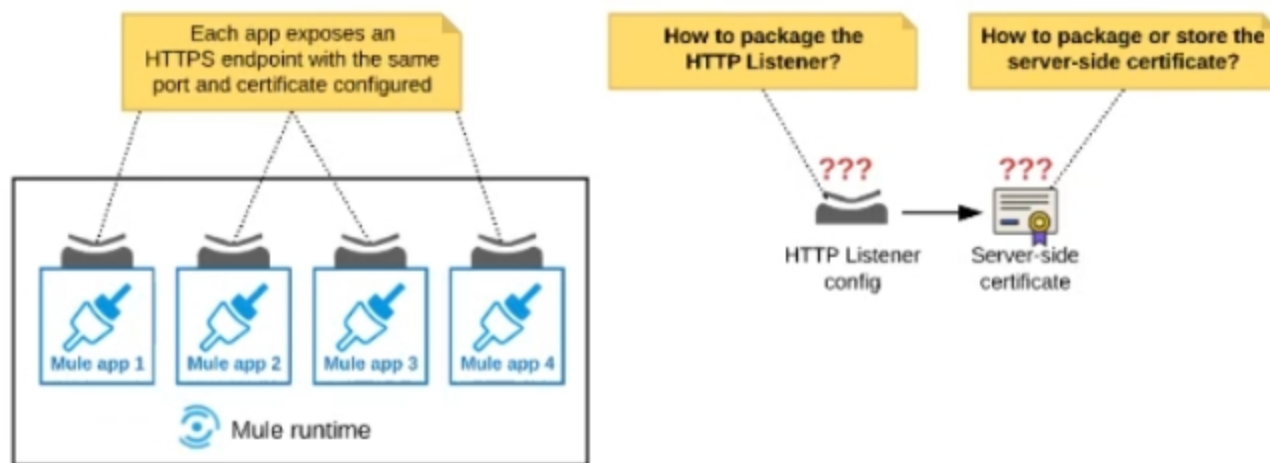 Each app exposes an
HTTPS endpoint with the same
port and certificate configured
How to package the
HTTP Listener?
How to package or store the
server-side certificate?
???
???
HTTP Listener
config
Server-side
certificate
Mule app 1
Mule app 2
Mule app 3
Mule app 4
Mule runtime